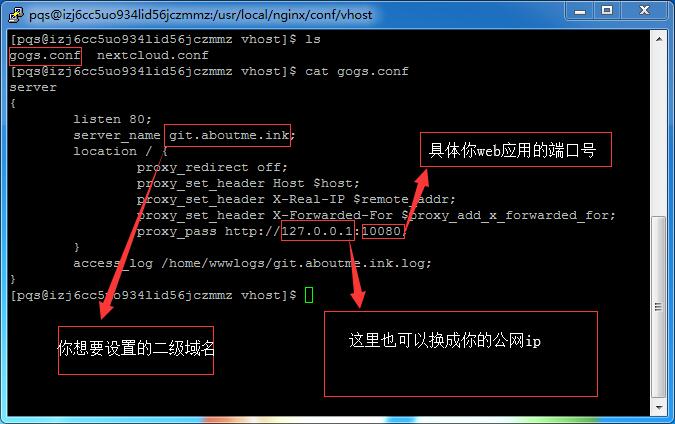 pqs@izj6cc5uo934lid56jczmmz:/usr/local/nginx/conf/vhost
[pqs@izj6cc5uo934lid56jczmmz vhost]$ ls
gogs.conf  nextcloud.conf
[pqs@izj6cc5uo934lid56jczmmz vhost]$ cat gogs.conf
server
{
listen 80;
server_name git.aboutme.ink;
location / {
proxy_redirect off;
proxy_set_header Host $host;
proxy_set_header X-Real-IP $remote_addr;
proxy_set_header X-Forwarded-For $proxy_add_x_forwarded_for;
proxy_pass http://127.0.0.1:10080;
}
access_log /home/wwwlogs/git.aboutme.ink.log;
}
[pqs@izj6cc5uo934lid56jczmmz vhost]$
具体你web应用的端口号
你想要设置的二级域名
这里也可以换成你的公网ip